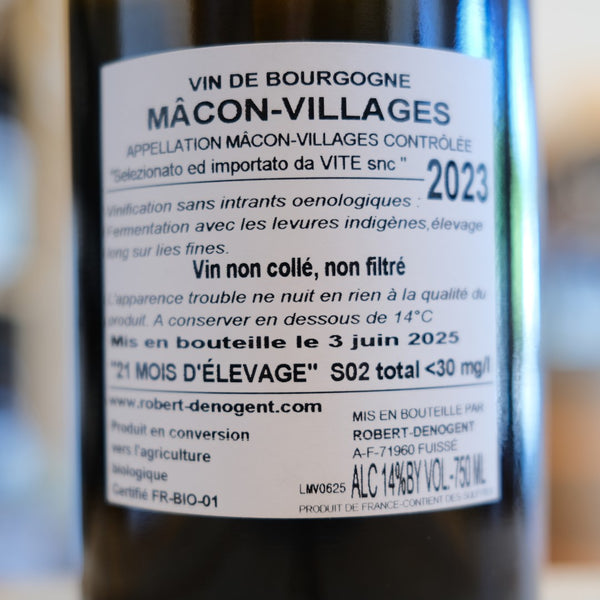 VIN DE BOURGOGNE
MÂCON-VILLAGES
APPELLATION MÂCON-VILLAGES CONTRÔLÉE
"Selezionato ed importato da VITE snc "
2023
Vinification sans intrants oenologiques :
Fermentation avec les levures indigènes,élevage
long sur lies fines.
Vin non collé, non filtré
L'apparence trouble ne nuit en rien à la qualité du
produit. A conserver en dessous de 14°C
Mis en bouteille le 3 juin 2025
"21 MOIS D'ÉLEVAGE" S02 total <30 mg/l
www.robert-denogent.com
Produit en conversion
vers l'agriculture
biologique
Certifié FR-BIO-01
MIS EN BOUTEILLE PAR
ROBERT-DENOGENT
A-F-71960 FUISSÉ
LMV0625 ALC 14%BY VOL.-750 ML
PRODUIT DE FRANCE-CONTIENT DES SULFITES